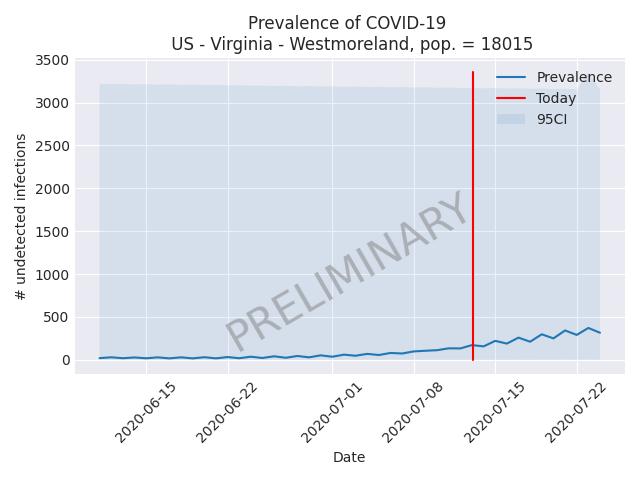 Prevalence of COVID-19
US - Virginia - Westmoreland, pop. = 18015
3500
3000
2500
2000
1500
1000
500
0
# undetected infections
Prevalence
Today
95CI
PRELIMINARY
2020-06-15
2020-06-22
2020-07-01
2020-07-08
2020-07-15
2020-07-22
Date